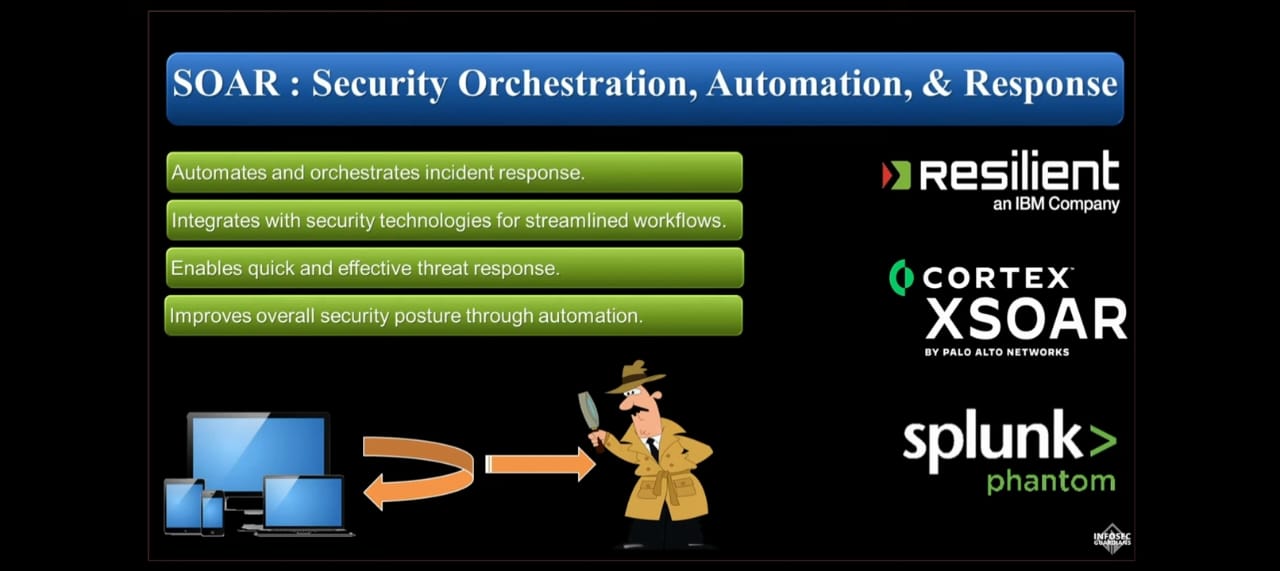 SOAR : Security Orchestration, Automation, & Response
Automates and orchestrates incident response.
Integrates with security technologies for streamlined workflows.
Enables quick and effective threat response.
Improves overall security posture through automation.
Resilient
an IBM Company
CORTEX™
XSOAR
BY PALO ALTO NETWORKS
splunk>
phantom
INFOSEC
GUARDIANS